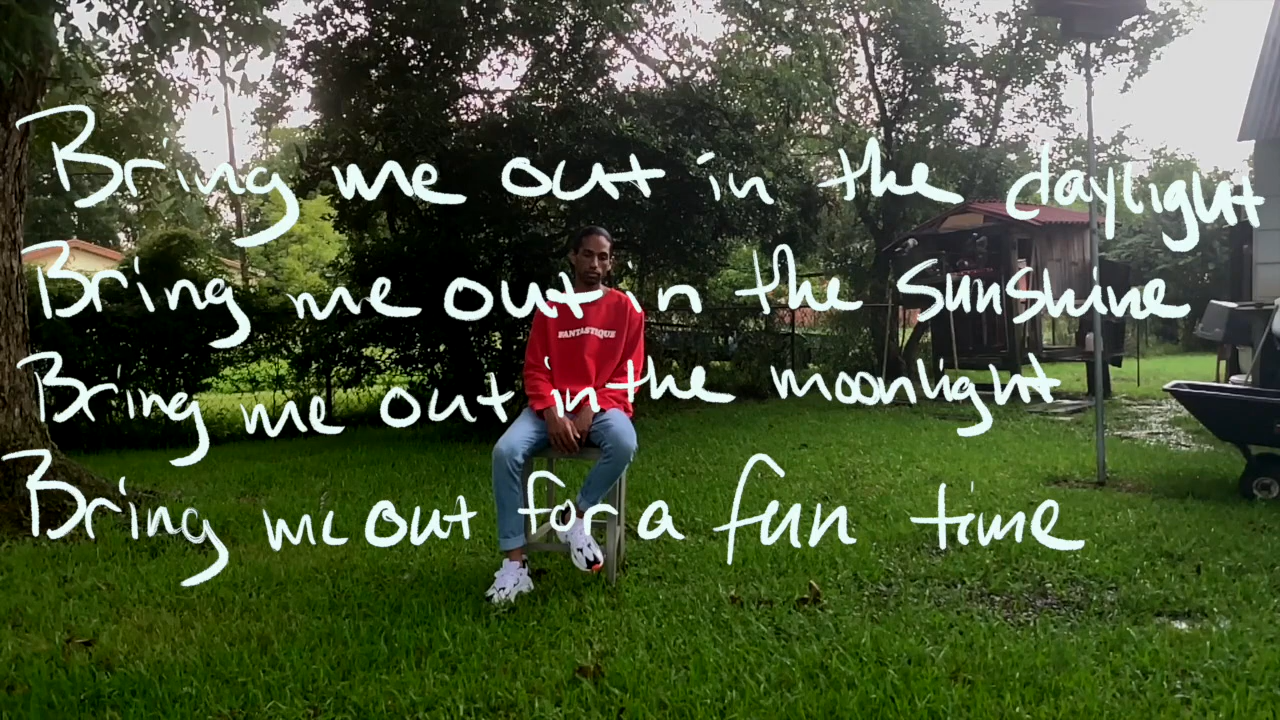 Bring me out in the daylight
Bring me out in the Sunshine
FANTASTIQUE
Bring me out in the moonlight
Bring me out for a fun time